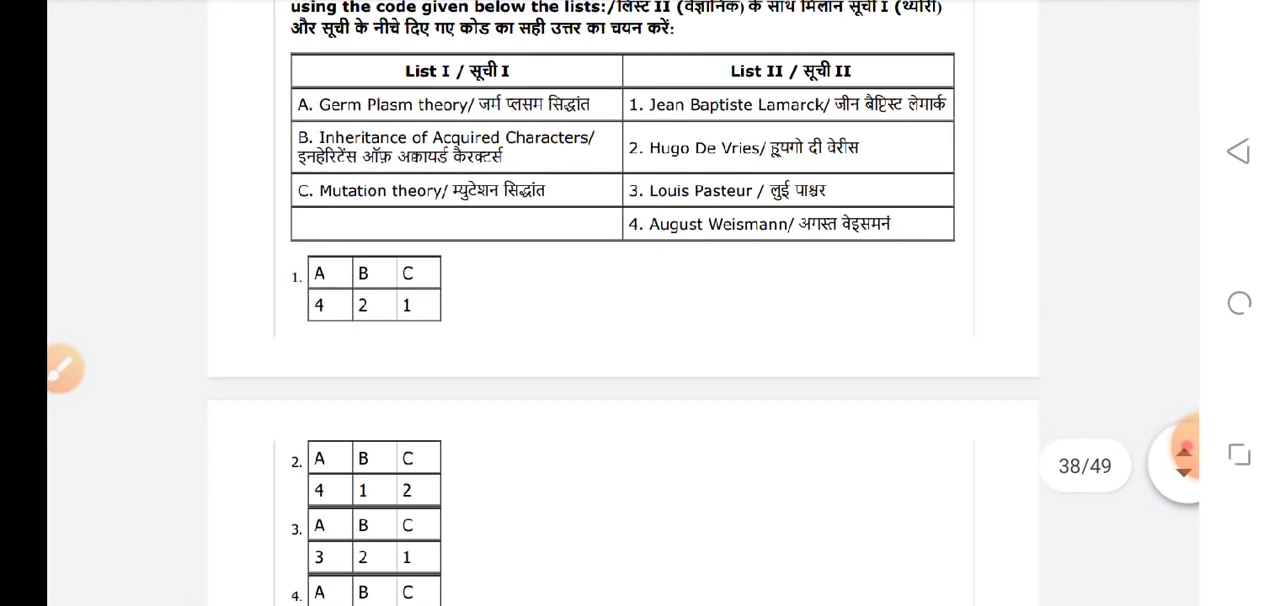 using the code given below the lists:/लिस्ट II (वैज्ञानिक) के साथ मिलान सूची I (थ्योरी)
और सूची के नीचे दिए गए कोड का सही उत्तर का चयन करें:
List I / सूची I
List II / सूची II
A. Germ Plasm theory/ जर्म प्लसम सिद्धांत
1. Jean Baptiste Lamarck/ जीन बैप्टिस्ट लेमार्क
B. Inheritance of Acquired Characters/
इनहेरिटेंस ऑफ़ अक्वायर्ड कैरक्टर्स
2. Hugo De Vries/ हूयगो दी वेरीस
C. Mutation theory/ म्युटेशन सिद्धांत
3. Louis Pasteur / लुई पाश्चर
4. August Weismann/ अगस्त वेइसमनं
1. A B C
4 2 1
2. A B C
4 1 2
3. A B C
3 2 1
4. A B C
38/49